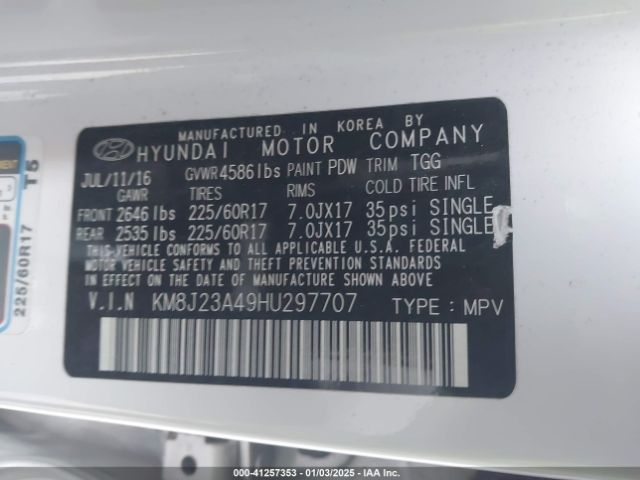 MANUFACTURED IN KOREA BY
HYUNDAI MOTOR COMPANY
JUL/11/16 GVWR 4586lbs PAINT PDW TRIM TGG
GAWR TIRES RIMS COLD TIRE INFL
FRONT 2646 lbs 225/60R17 7.0JX17 35psi SINGLE
REAR 2535 lbs 225/60R17 7.0JX17 35psi SINGLE
THIS VEHICLE CONFORMS TO ALL APPLICABLE U.S.A. FEDERAL
MOTOR VEHICLE SAFETY AND THEFT PREVENTION STANDARDS
IN EFFECT ON THE DATE OF MANUFACTURE SHOWN ABOVE
V.I.N KM8J23A49HU297707 TYPE : MPV
T5
225/60R17
000-41257353 - 01/03/2025 - IAA Inc.